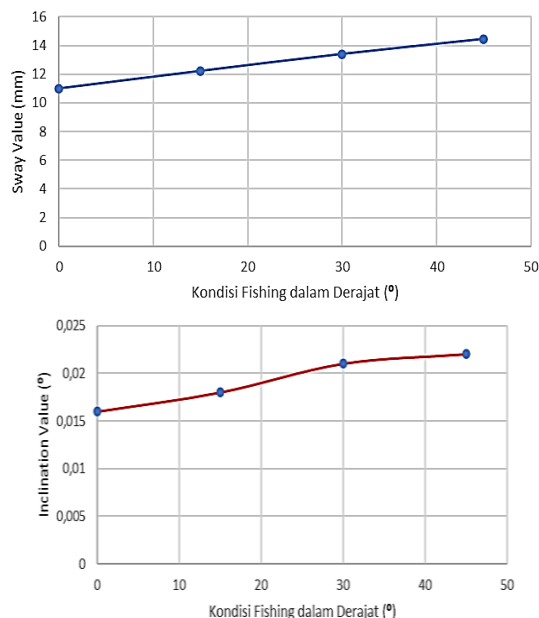 16
14
12
10
8
6
4
2
0
Sway Value (mm)
0 10 20 30 40 50
Kondisi Fishing dalam Derajat (⁰)
0,025
0,02
0,015
0,01
0,005
0
Inclination Value (⁰)
0 10 20 30 40 50
Kondisi Fishing dalam Derajat (⁰)